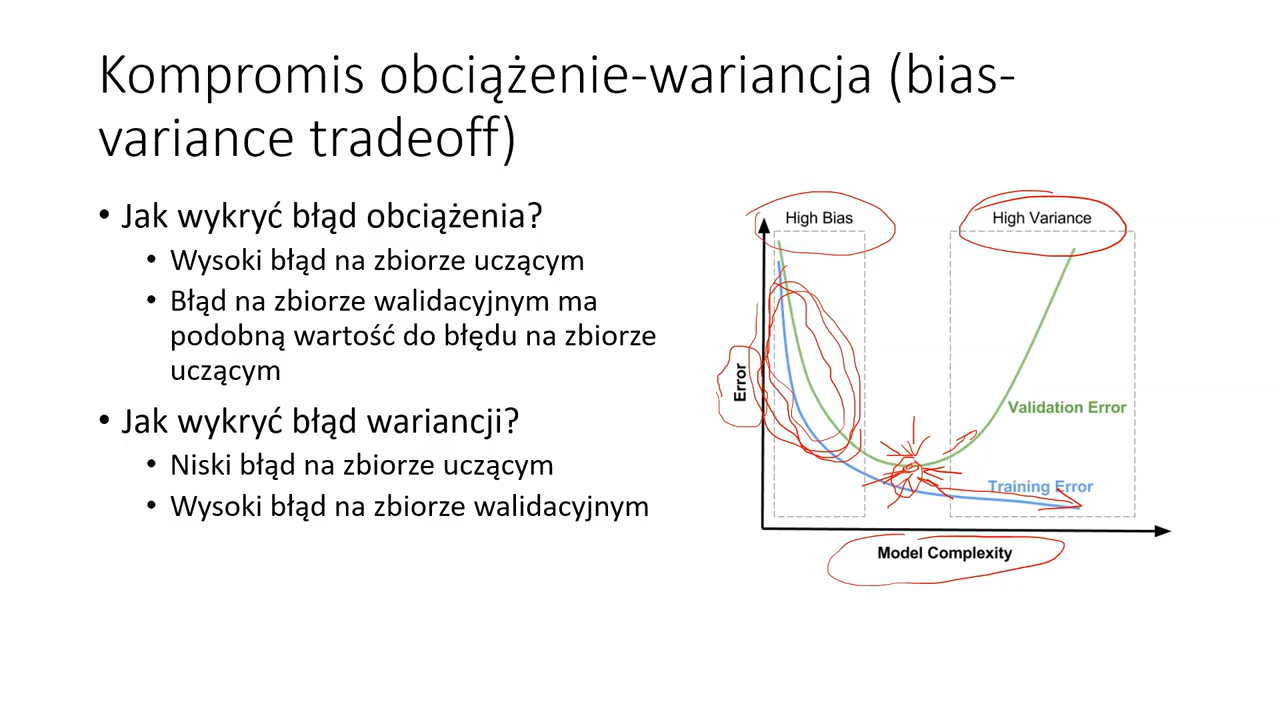 Kompromis obciążenie-wariancja (bias-
variance tradeoff)
• Jak wykryć błąd obciążenia?
• Wysoki błąd na zbiorze uczącym
• Błąd na zbiorze walidacyjnym ma
podobną wartość do błędu na zbiorze
uczącym
• Jak wykryć błąd wariancji?
• Niski błąd na zbiorze uczącym
• Wysoki błąd na zbiorze walidacyjnym
High Bias
High Variance
Error
Validation Error
Training Error
Model Complexity